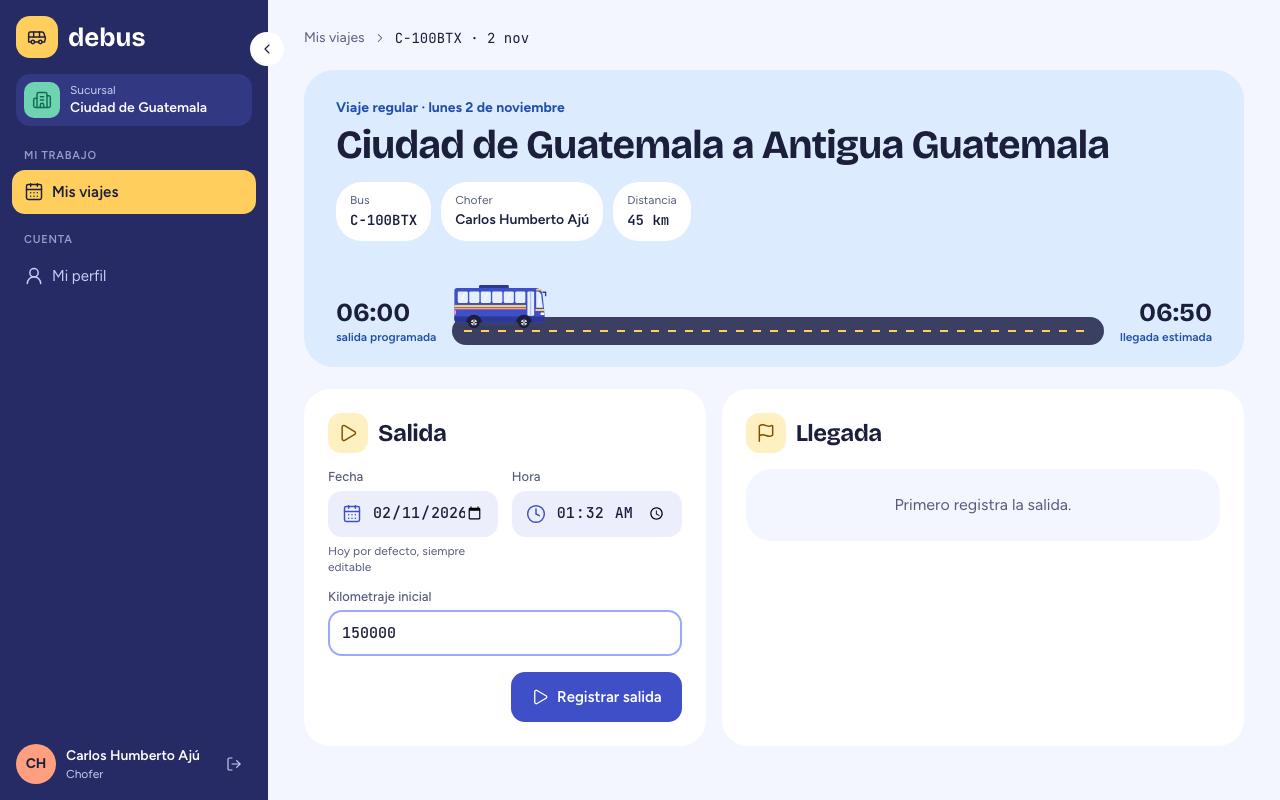 debus
Sucursal
Ciudad de Guatemala
MI TRABAJO
Mis viajes
CUENTA
Mi perfil
CH
Carlos Humberto Ajú
Chofer
Mis viajes
C-100BTX · 2 nov
Viaje regular · lunes 2 de noviembre
Ciudad de Guatemala a Antigua Guatemala
Bus
C-100BTX
Chofer
Carlos Humberto Ajú
Distancia
45 km
06:00
salida programada
06:50
llegada estimada
Salida
Fecha
02/11/2026
Hoy por defecto, siempre
editable
Hora
01:32 AM
Kilometraje inicial
150000
Registrar salida
Llegada
Primero registra la salida.